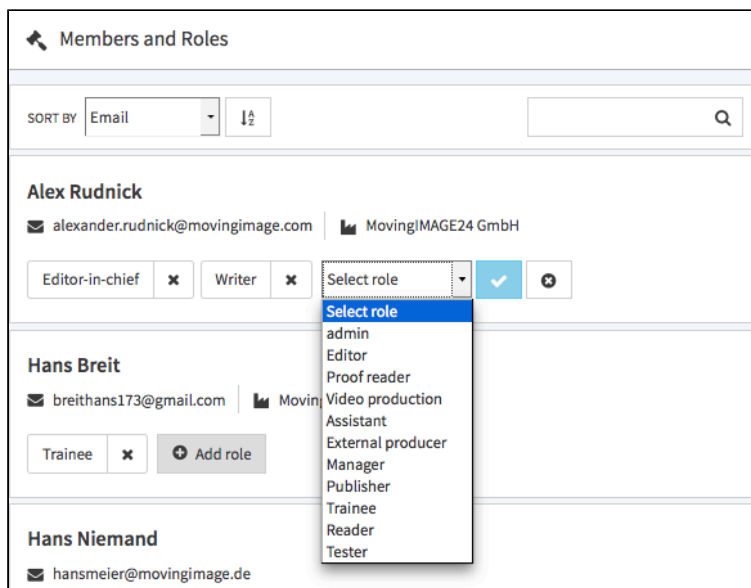 Members and Roles
SORT BY Email
Alex Rudnick
alexander.rudnick@movingimage.com MovingIMAGE24 GmbH
Editor-in-chief Writer Select role
Select role
admin
Editor
Proof reader
Video production
Assistant
External producer
Manager
Publisher
Trainee
Reader
Tester
Hans Breit
breithans173@gmail.com Moving
Trainee Add role
Hans Niemand
hansmeier@movingimage.de